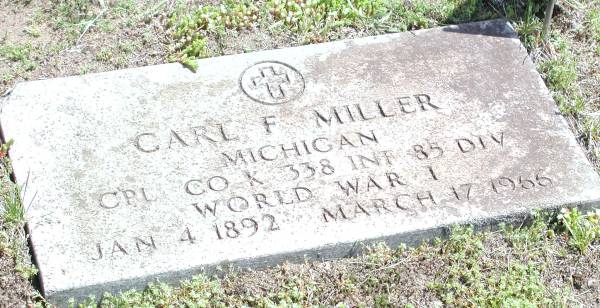 CARL F. MILLER
MICHIGAN
CPL CO K 338 INF 85 DIV
WORLD WAR I
JAN 4 1892 MARCH 17 1966